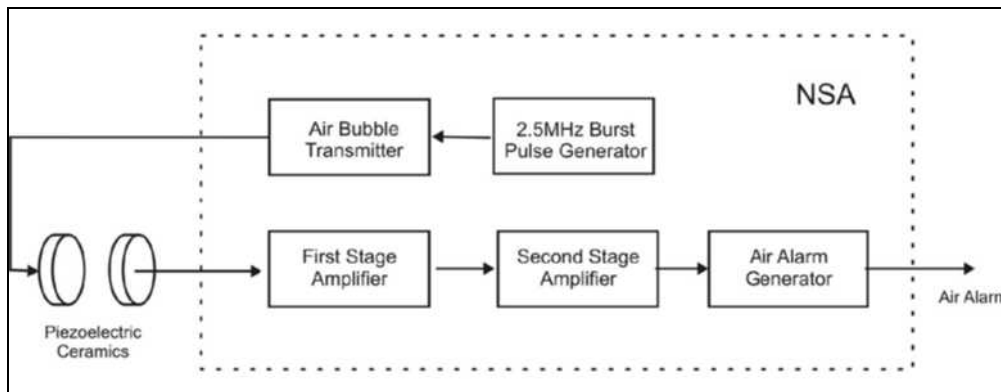 NSA
Air Bubble
Transmitter
2.5MHz Burst
Pulse Generator
First Stage
Amplifier
Second Stage
Amplifier
Air Alarm
Generator
Air Alarm
Piezoelectric
Ceramics